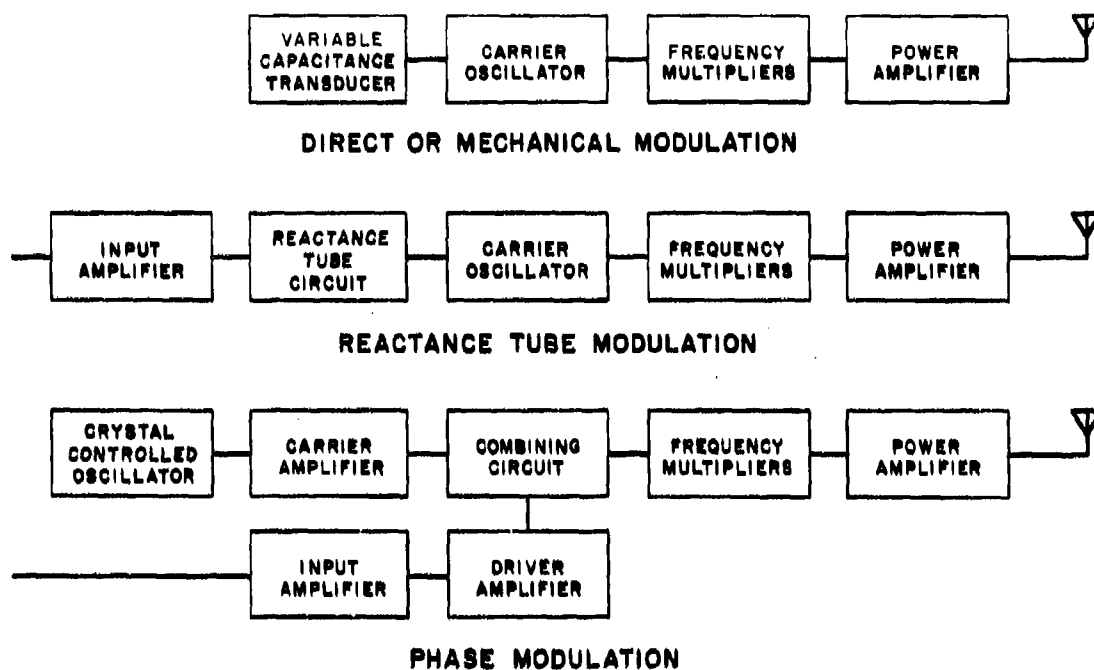 VARIABLE
CAPACITANCE
TRANSDUCER
CARRIER
OSCILLATOR
FREQUENCY
MULTIPLIERS
POWER
AMPLIFIER
DIRECT OR MECHANICAL MODULATION
INPUT
AMPLIFIER
REACTANCE
TUBE
CIRCUIT
CARRIER
OSCILLATOR
FREQUENCY
MULTIPLIERS
POWER
AMPLIFIER
REACTANCE TUBE MODULATION
CRYSTAL
CONTROLLED
OSCILLATOR
CARRIER
AMPLIFIER
COMBINING
CIRCUIT
FREQUENCY
MULTIPLIERS
POWER
AMPLIFIER
INPUT
AMPLIFIER
DRIVER
AMPLIFIER
PHASE MODULATION